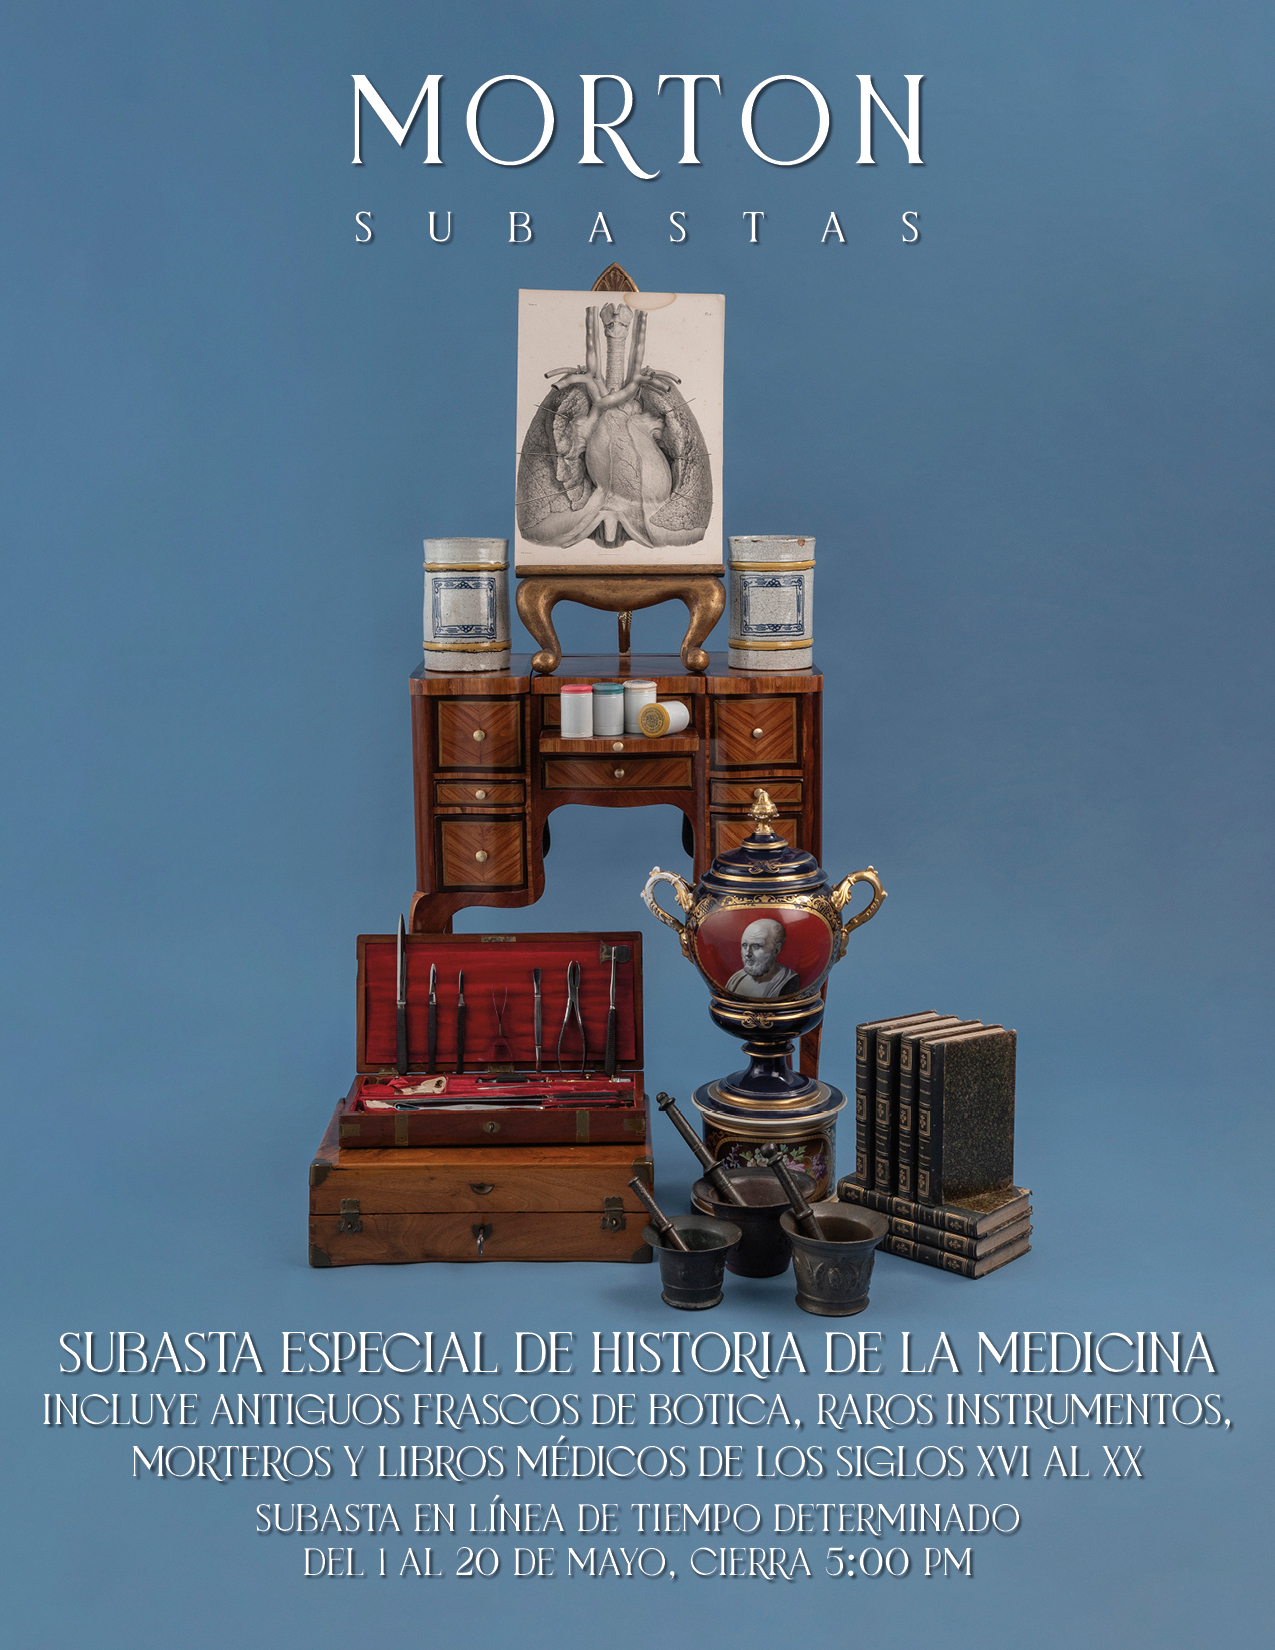 MORTON
SUBASTAS
SUBASTA ESPECIAL DE HISTORIA DE LA MEDICINA
INCLUYE ANTIGUOS FRASCOS DE BOTICA, RAROS INSTRUMENTOS,
MORTEROS Y LIBROS MÉDICOS DE LOS SIGLOS XVI AL XX
SUBASTA EN LÍNEA DE TIEMPO DETERMINADO
DEL 1 AL 20 DE MAYO, CIERRA 5:00 PM